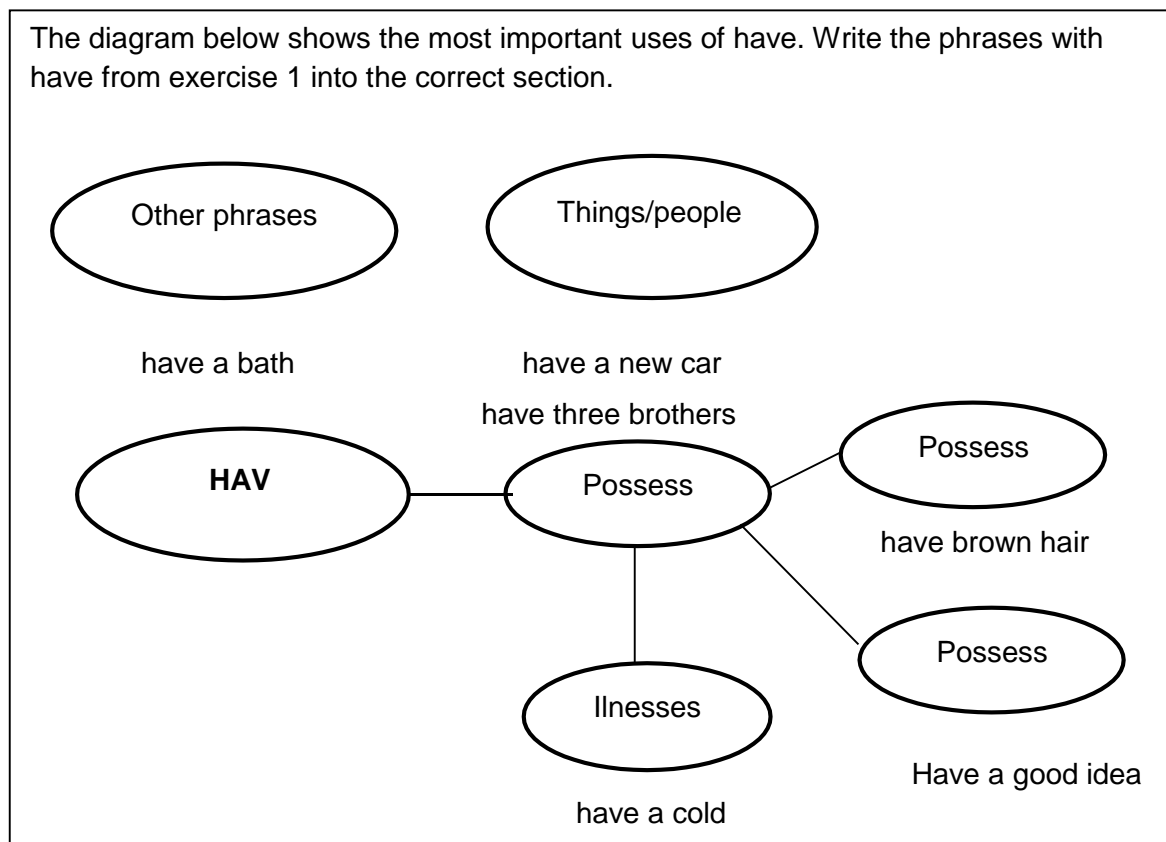 The diagram below shows the most important uses of have. Write the phrases with
have from exercise 1 into the correct section.
Other phrases
Things/people
have a bath
have a new car
have three brothers
HAV
Possess
Possess
have brown hair
Possess
Ilnesses
Have a good idea
have a cold